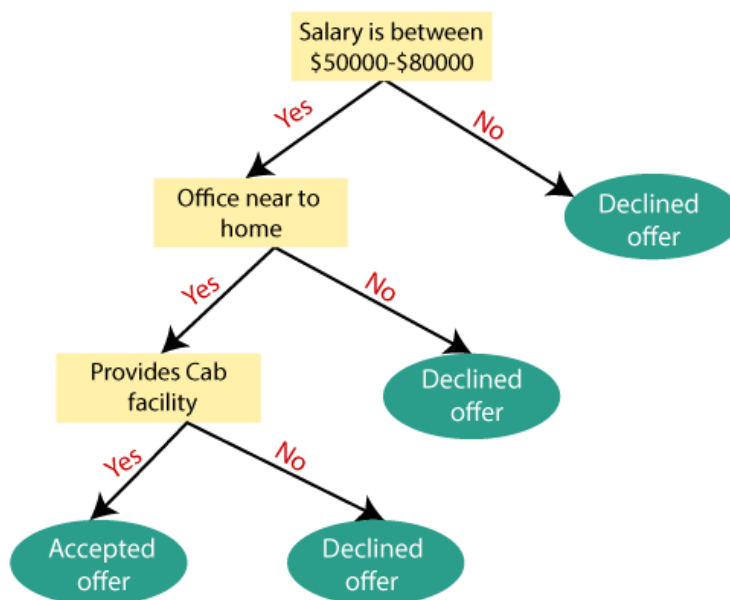 Salary is between
$50000-$80000
Yes
No
Office near to
home
Declined
offer
Yes
No
Provides Cab
facility
Declined
offer
Yes
No
Accepted
offer
Declined
offer